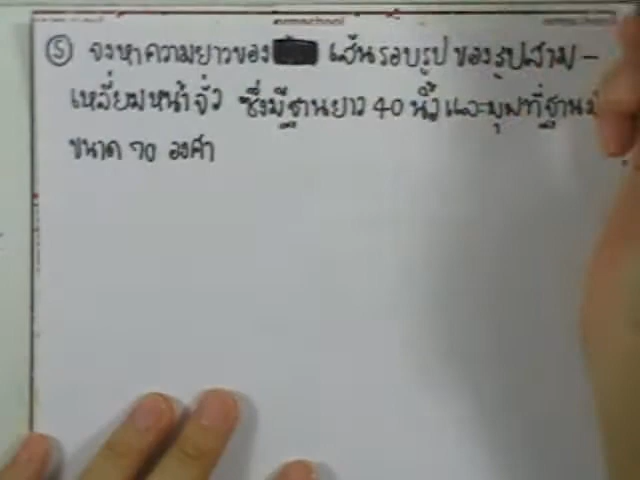 ⑤ จงหาความยาวของ เส้นรอบรูป ของรูปสาม-
เหลี่ยมหน้าจั่ว ซึ่งมีฐานยาว 40 นิ้ว และมุมที่ฐาน
ขนาด 70 องศา